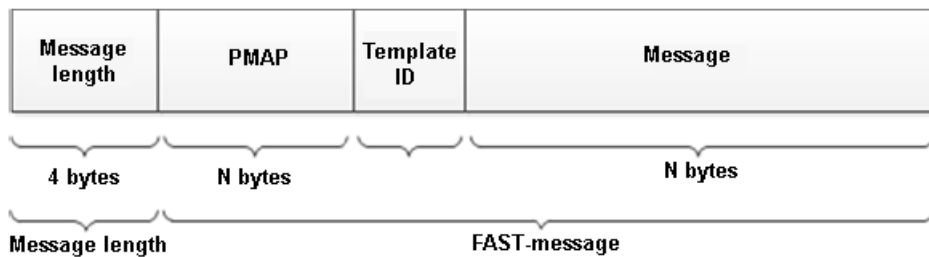 Message
length
PMAP
Template
ID
Message
4 bytes
N bytes
N bytes
Message length
FAST-message